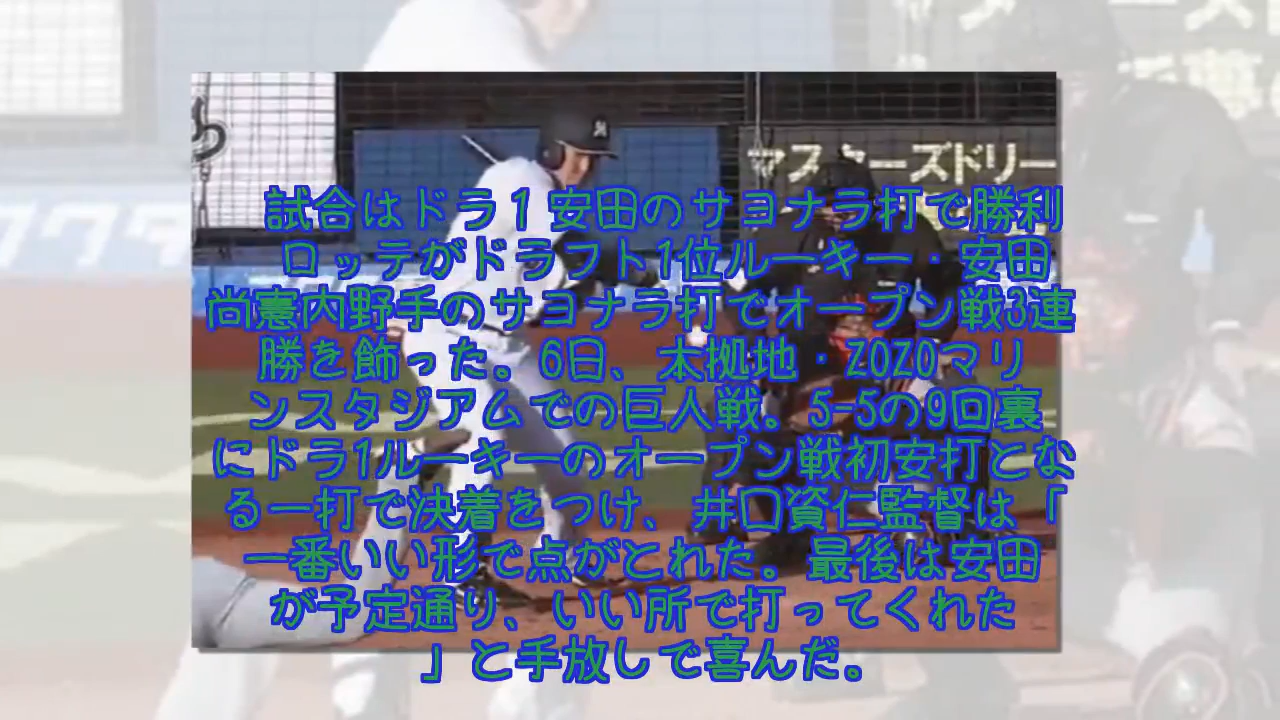 マスターズドリー
試合はドラ１安田のサヨナラ打で勝利
ロッテがドラフト1位ルーキー・安田
尚憲内野手のサヨナラ打でオープン戦3連
勝を飾った。6日、本拠地・ZOZOマリ
ンスタジアムでの巨人戦。5-5の9回裏
にドラ1ルーキーのオープン戦初安打とな
る一打で決着をつけ、井口資仁監督は「
一番いい形で点がとれた。最後は安田
が予定通り、いい所で打ってくれた
」と手放しで喜んだ。